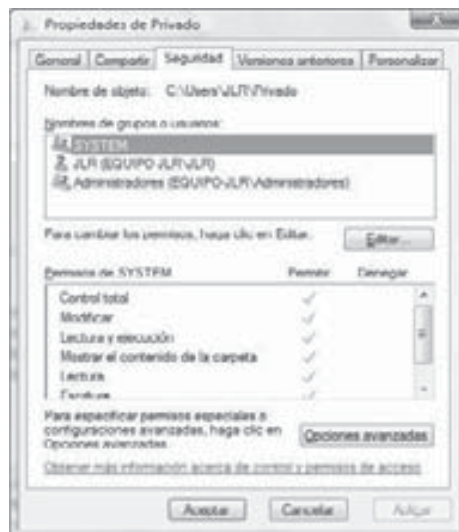 Propiedades de Privado
General Compartir Seguridad Versiones anteriores Personalizar
Nombre de objeto: C:\Users\JLR\Privado
Nombres de grupos o usuarios:
SYSTEM
JLR (EQUIPO-JLR\JLR)
Administradores (EQUIPO-JLR\Administradores)
Para cambiar los permisos, haga clic en Editar.
Editar...
Permisos de SYSTEM Permitir Denegar
Control total
Modificar
Lectura y ejecución
Mostrar el contenido de la carpeta
Lectura
Escritura
Para especificar permisos especiales o
configuraciones avanzadas, haga clic en
Opciones avanzadas.
Opciones avanzadas
Obtener más información acerca de control y permisos de acceso
Aceptar Cancelar Aplicar